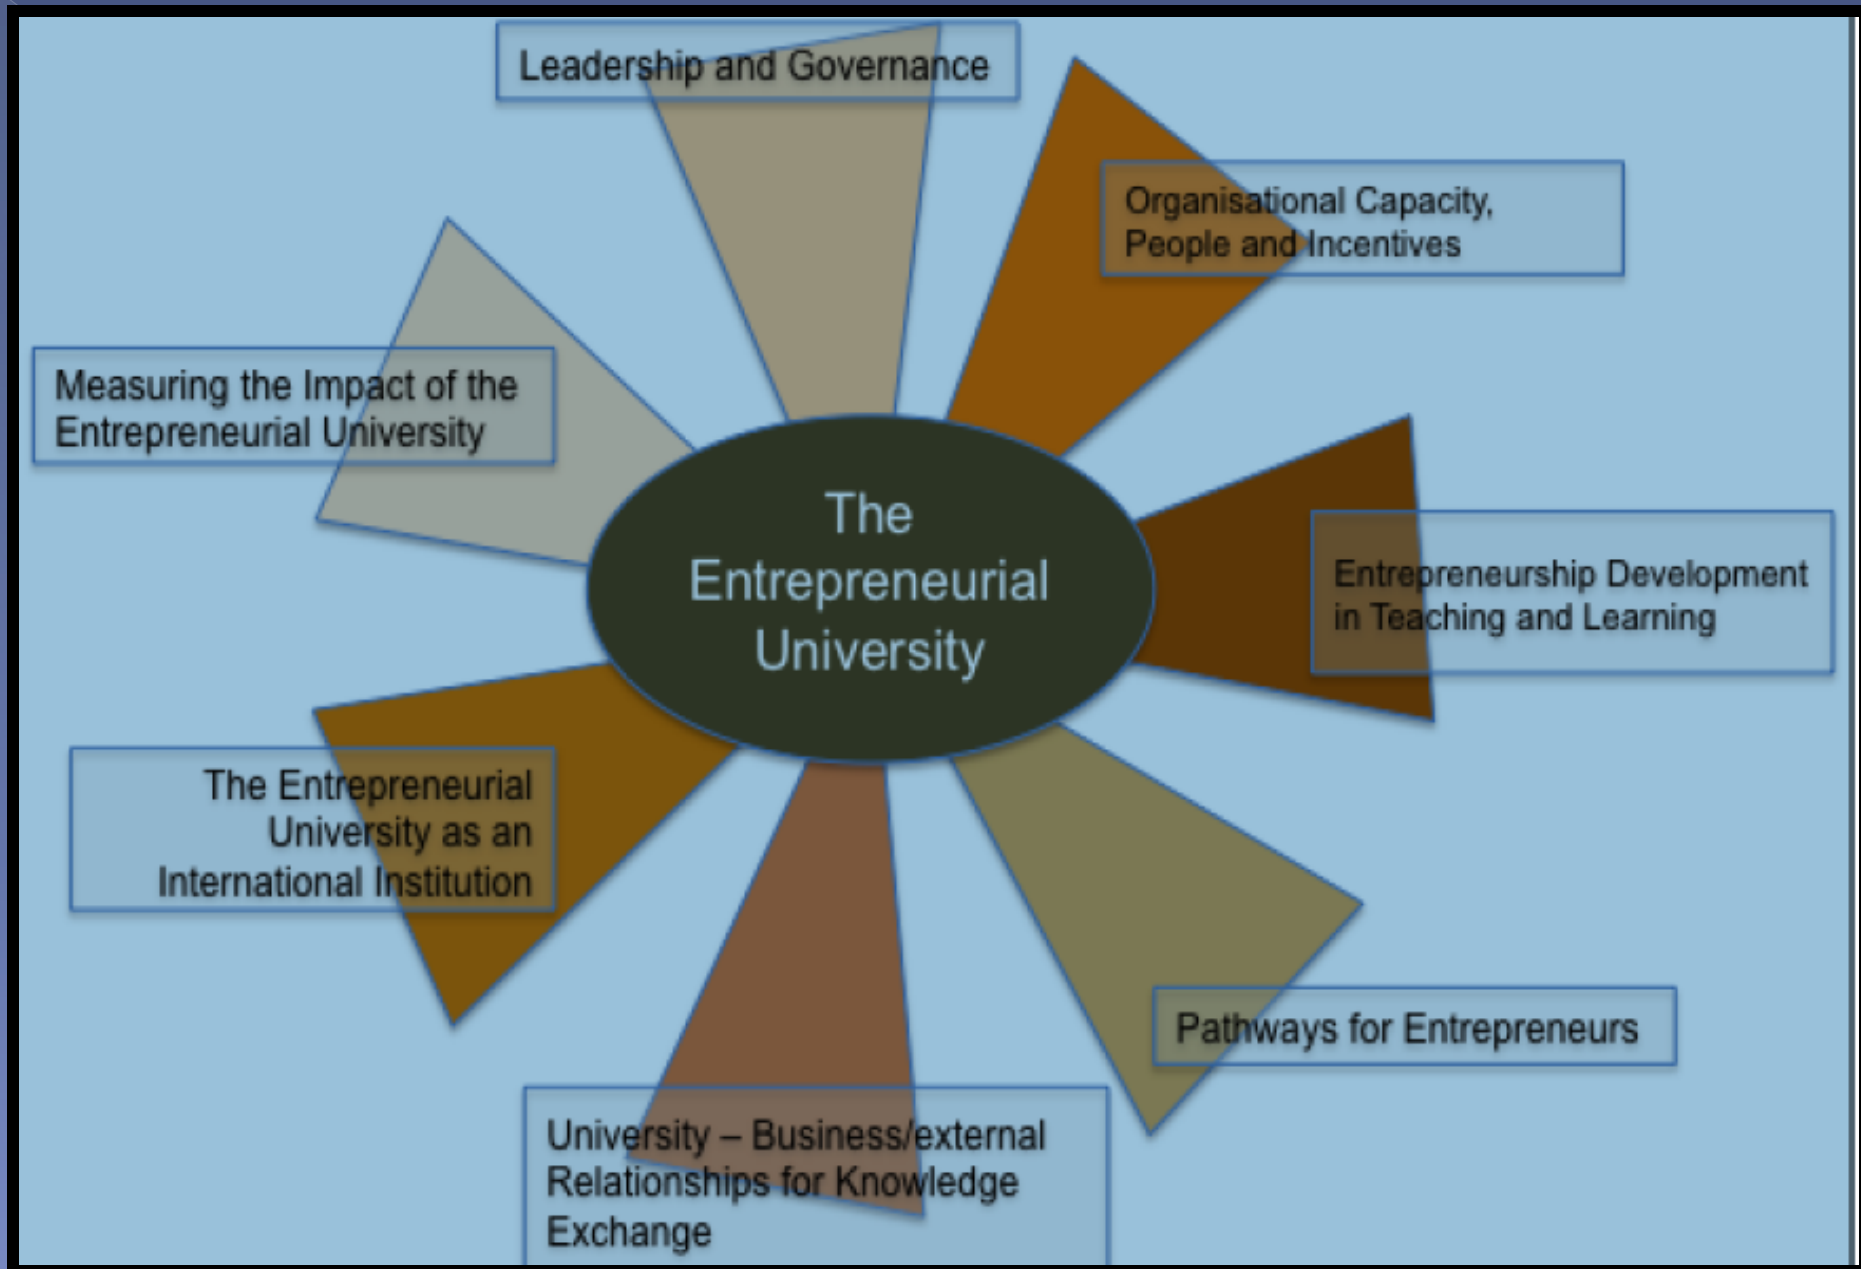 Leadership and Governance
Organisational Capacity,
People and Incentives
Measuring the Impact of the
Entrepreneurial University
The
Entrepreneurial
University
Entrepreneurship Development
in Teaching and Learning
The Entrepreneurial
University as an
International Institution
Pathways for Entrepreneurs
University – Business/external
Relationships for Knowledge
Exchange